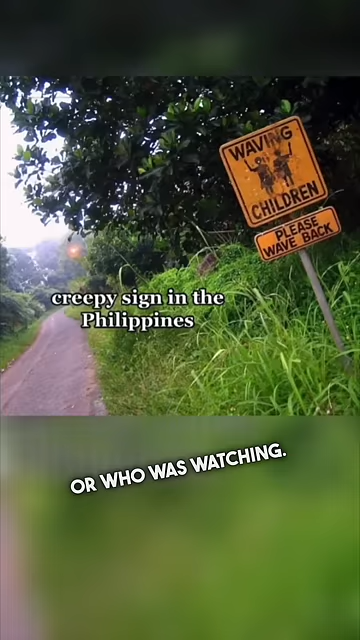 WAVING
CHILDREN
PLEASE
WAVE BACK
creepy sign in the
Philippines
OR WHO WAS WATCHING.